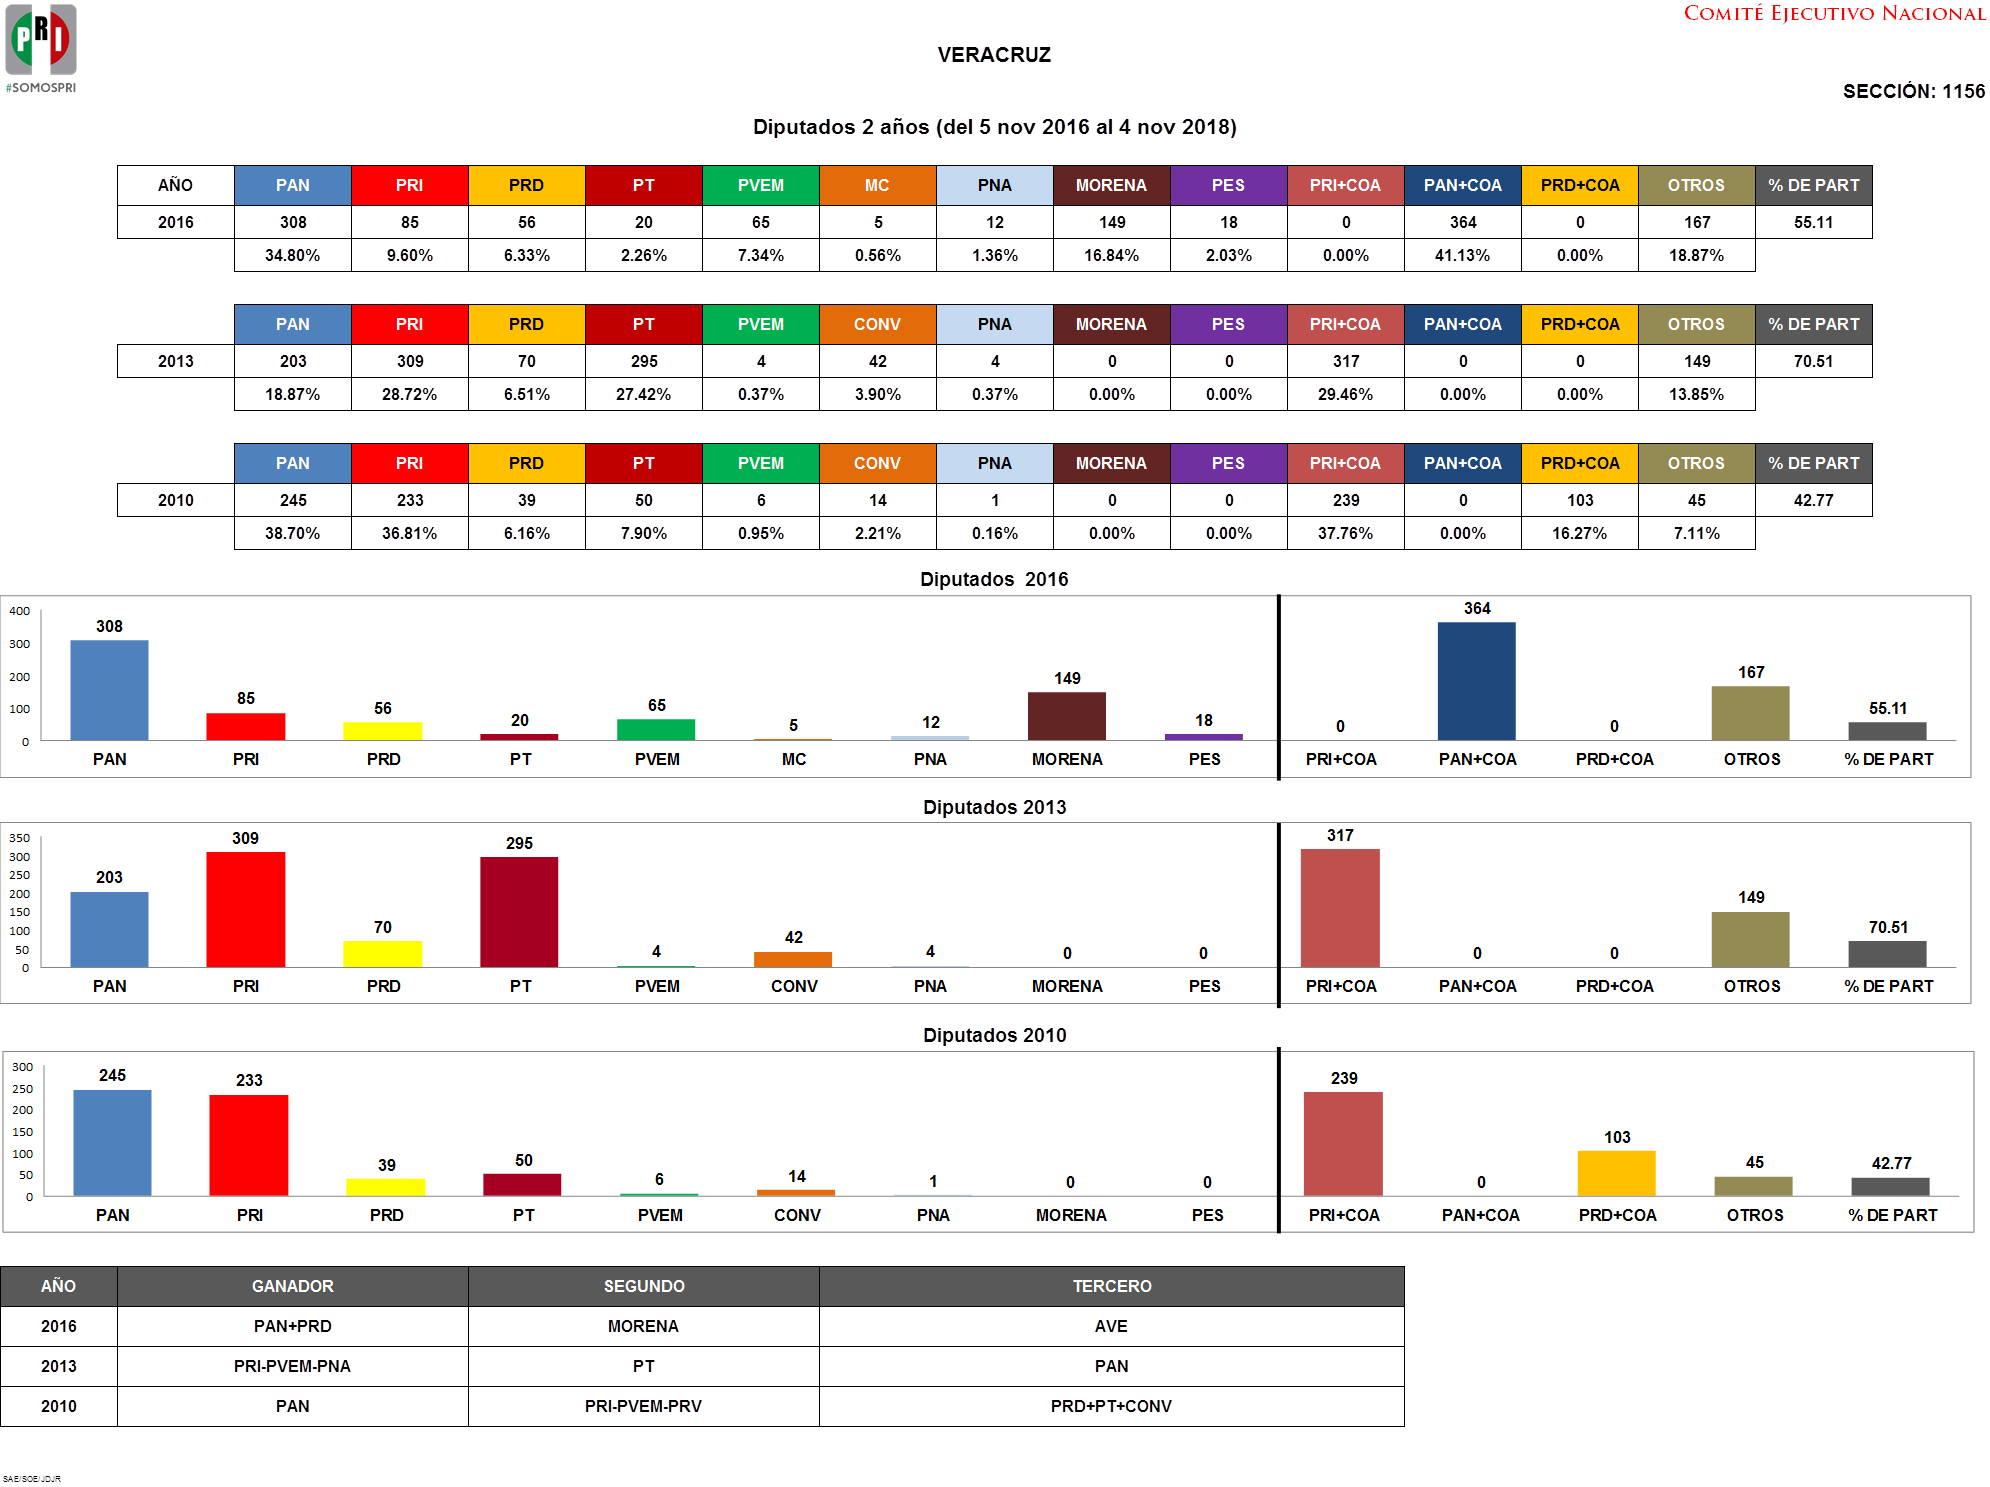 PRI
#SOMOSPRI
COMITÉ EJECUTIVO NACIONAL
VERACRUZ
SECCIÓN: 1156
Diputados 2 años (del 5 nov 2016 al 4 nov 2018)
AÑO PAN PRI PRD PT PVEM MC PNA MORENA PES PRI+COA PAN+COA PRD+COA OTROS % DE PART
2016 308 85 56 20 65 5 12 149 18 0 364 0 167 55.11
34.80% 9.60% 6.33% 2.26% 7.34% 0.56% 1.36% 16.84% 2.03% 0.00% 41.13% 0.00% 18.87%
PAN PRI PRD PT PVEM CONV PNA MORENA PES PRI+COA PAN+COA PRD+COA OTROS % DE PART
2013 203 309 70 295 4 42 4 0 0 317 0 0 149 70.51
18.87% 28.72% 6.51% 27.42% 0.37% 3.90% 0.37% 0.00% 0.00% 29.46% 0.00% 0.00% 13.85%
PAN PRI PRD PT PVEM CONV PNA MORENA PES PRI+COA PAN+COA PRD+COA OTROS % DE PART
2010 245 233 39 50 6 14 1 0 0 239 0 103 45 42.77
38.70% 36.81% 6.16% 7.90% 0.95% 2.21% 0.16% 0.00% 0.00% 37.76% 0.00% 16.27% 7.11%
Diputados 2016
400
300
200
100
0
308 85 56 20 65 5 12 149 18 0 364 0 167 55.11
PAN PRI PRD PT PVEM MC PNA MORENA PES PRI+COA PAN+COA PRD+COA OTROS % DE PART
Diputados 2013
350
300
250
200
150
100
50
0
203 309 70 295 4 42 4 0 0 317 0 0 149 70.51
PAN PRI PRD PT PVEM CONV PNA MORENA PES PRI+COA PAN+COA PRD+COA OTROS % DE PART
Diputados 2010
300
250
200
150
100
50
0
245 233 39 50 6 14 1 0 0 239 0 103 45 42.77
PAN PRI PRD PT PVEM CONV PNA MORENA PES PRI+COA PAN+COA PRD+COA OTROS % DE PART
AÑO GANADOR SEGUNDO TERCERO
2016 PAN+PRD MORENA AVE
2013 PRI-PVEM-PNA PT PAN
2010 PAN PRI-PVEM-PRV PRD+PT+CONV
SAE/SOE/JDJR